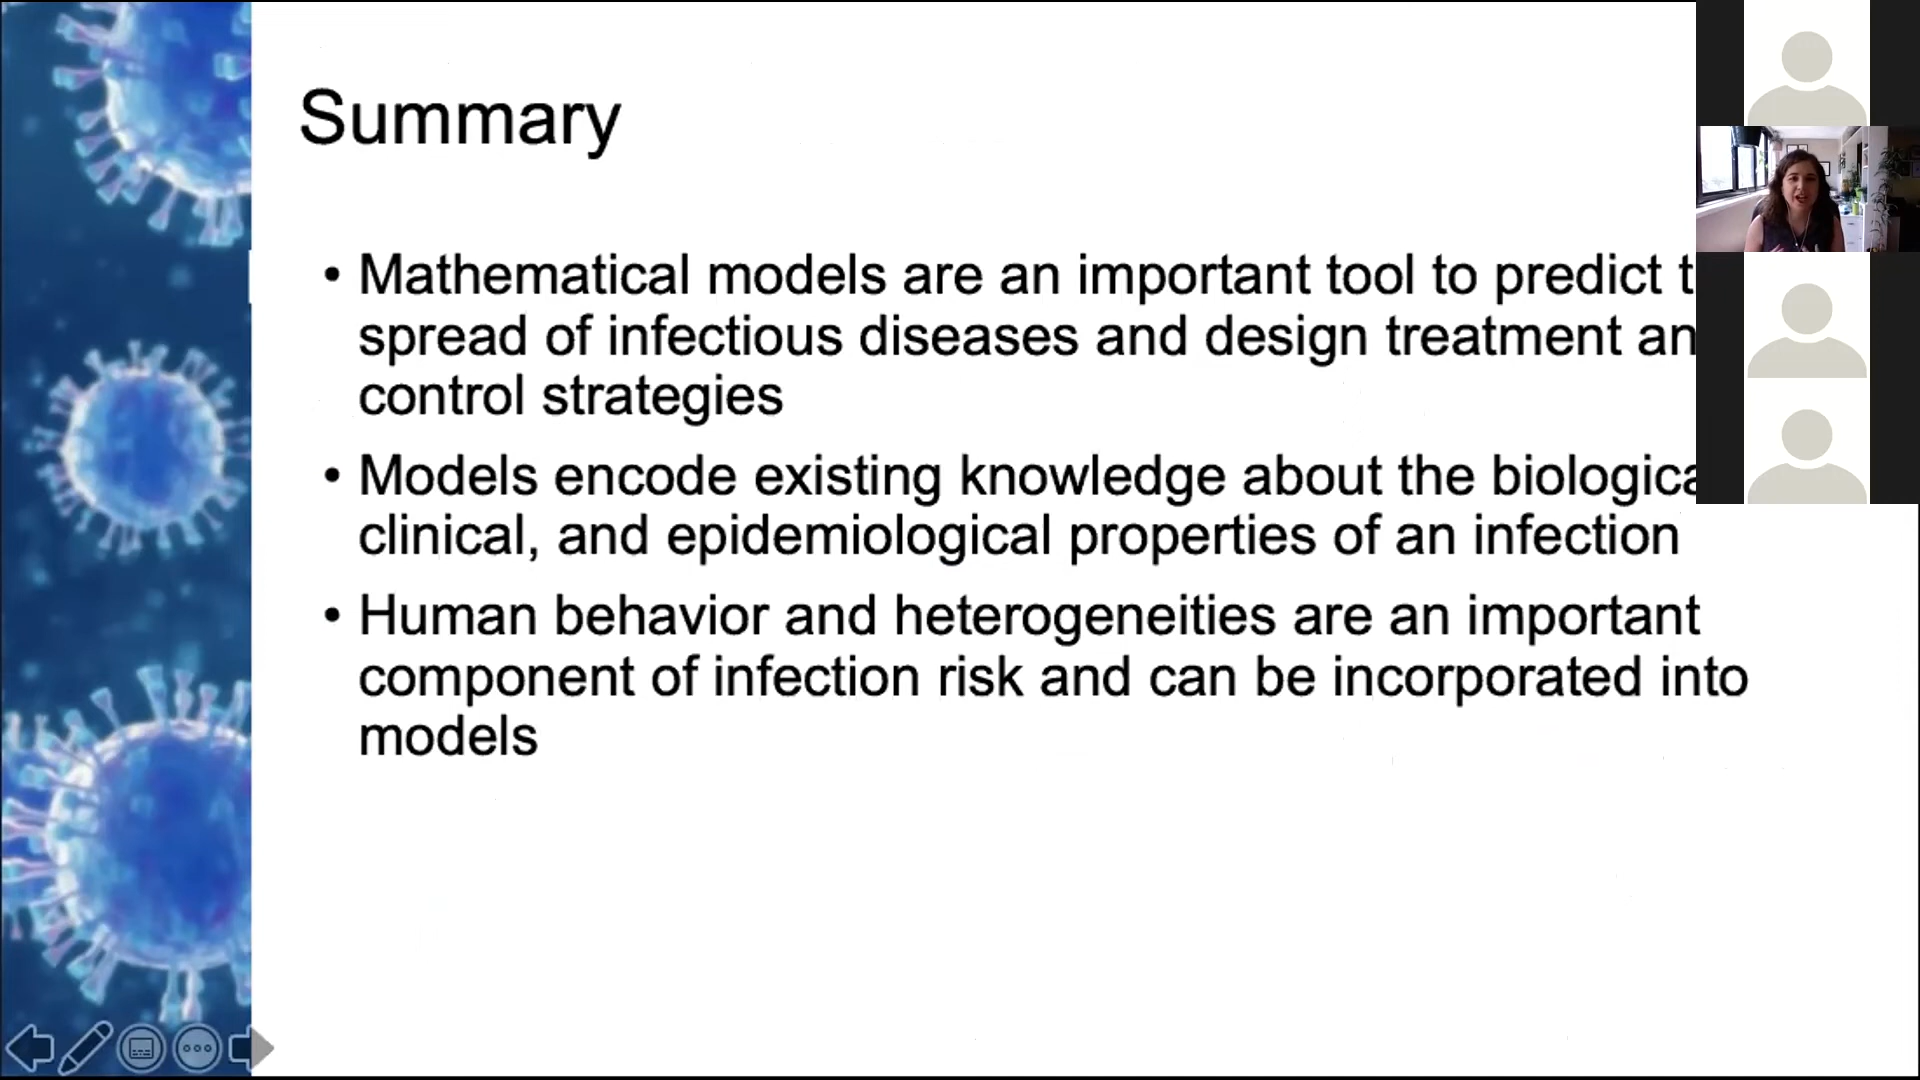 Summary
• Mathematical models are an important tool to predict
spread of infectious diseases and design treatment
control strategies
• Models encode existing knowledge about the
clinical, and epidemiological properties of an infection
• Human behavior and heterogeneities are an important
component of infection risk and can be incorporated into
models